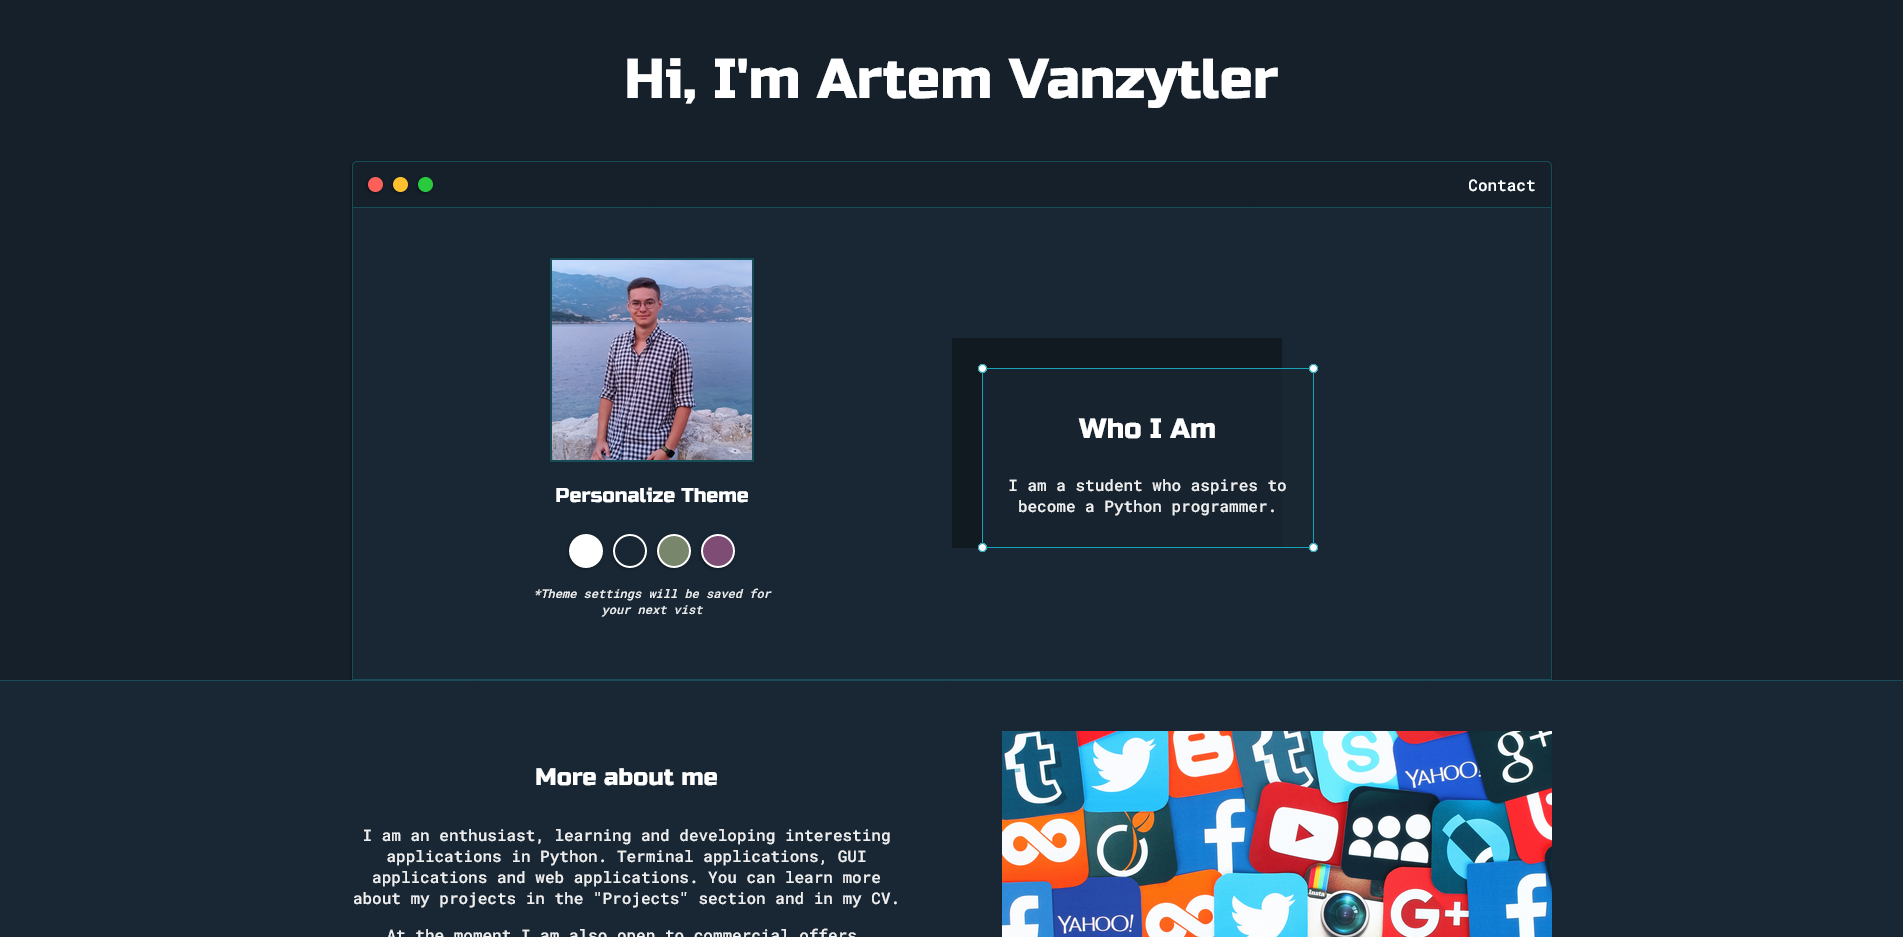 Hi, I'm Artem Vanzytler
Contact
Personalize Theme
*Theme settings will be saved for
your next vist
Who I Am
I am a student who aspires to
become a Python programmer.
More about me
I am an enthusiast, learning and developing interesting
applications in Python. Terminal applications, GUI
applications and web applications. You can learn more
about my projects in the "Projects" section and in my CV.
At the moment I am also open to commercial offers
t
t
g+
YAHOO!
f
Insta
f
YAHOO!
G+
f